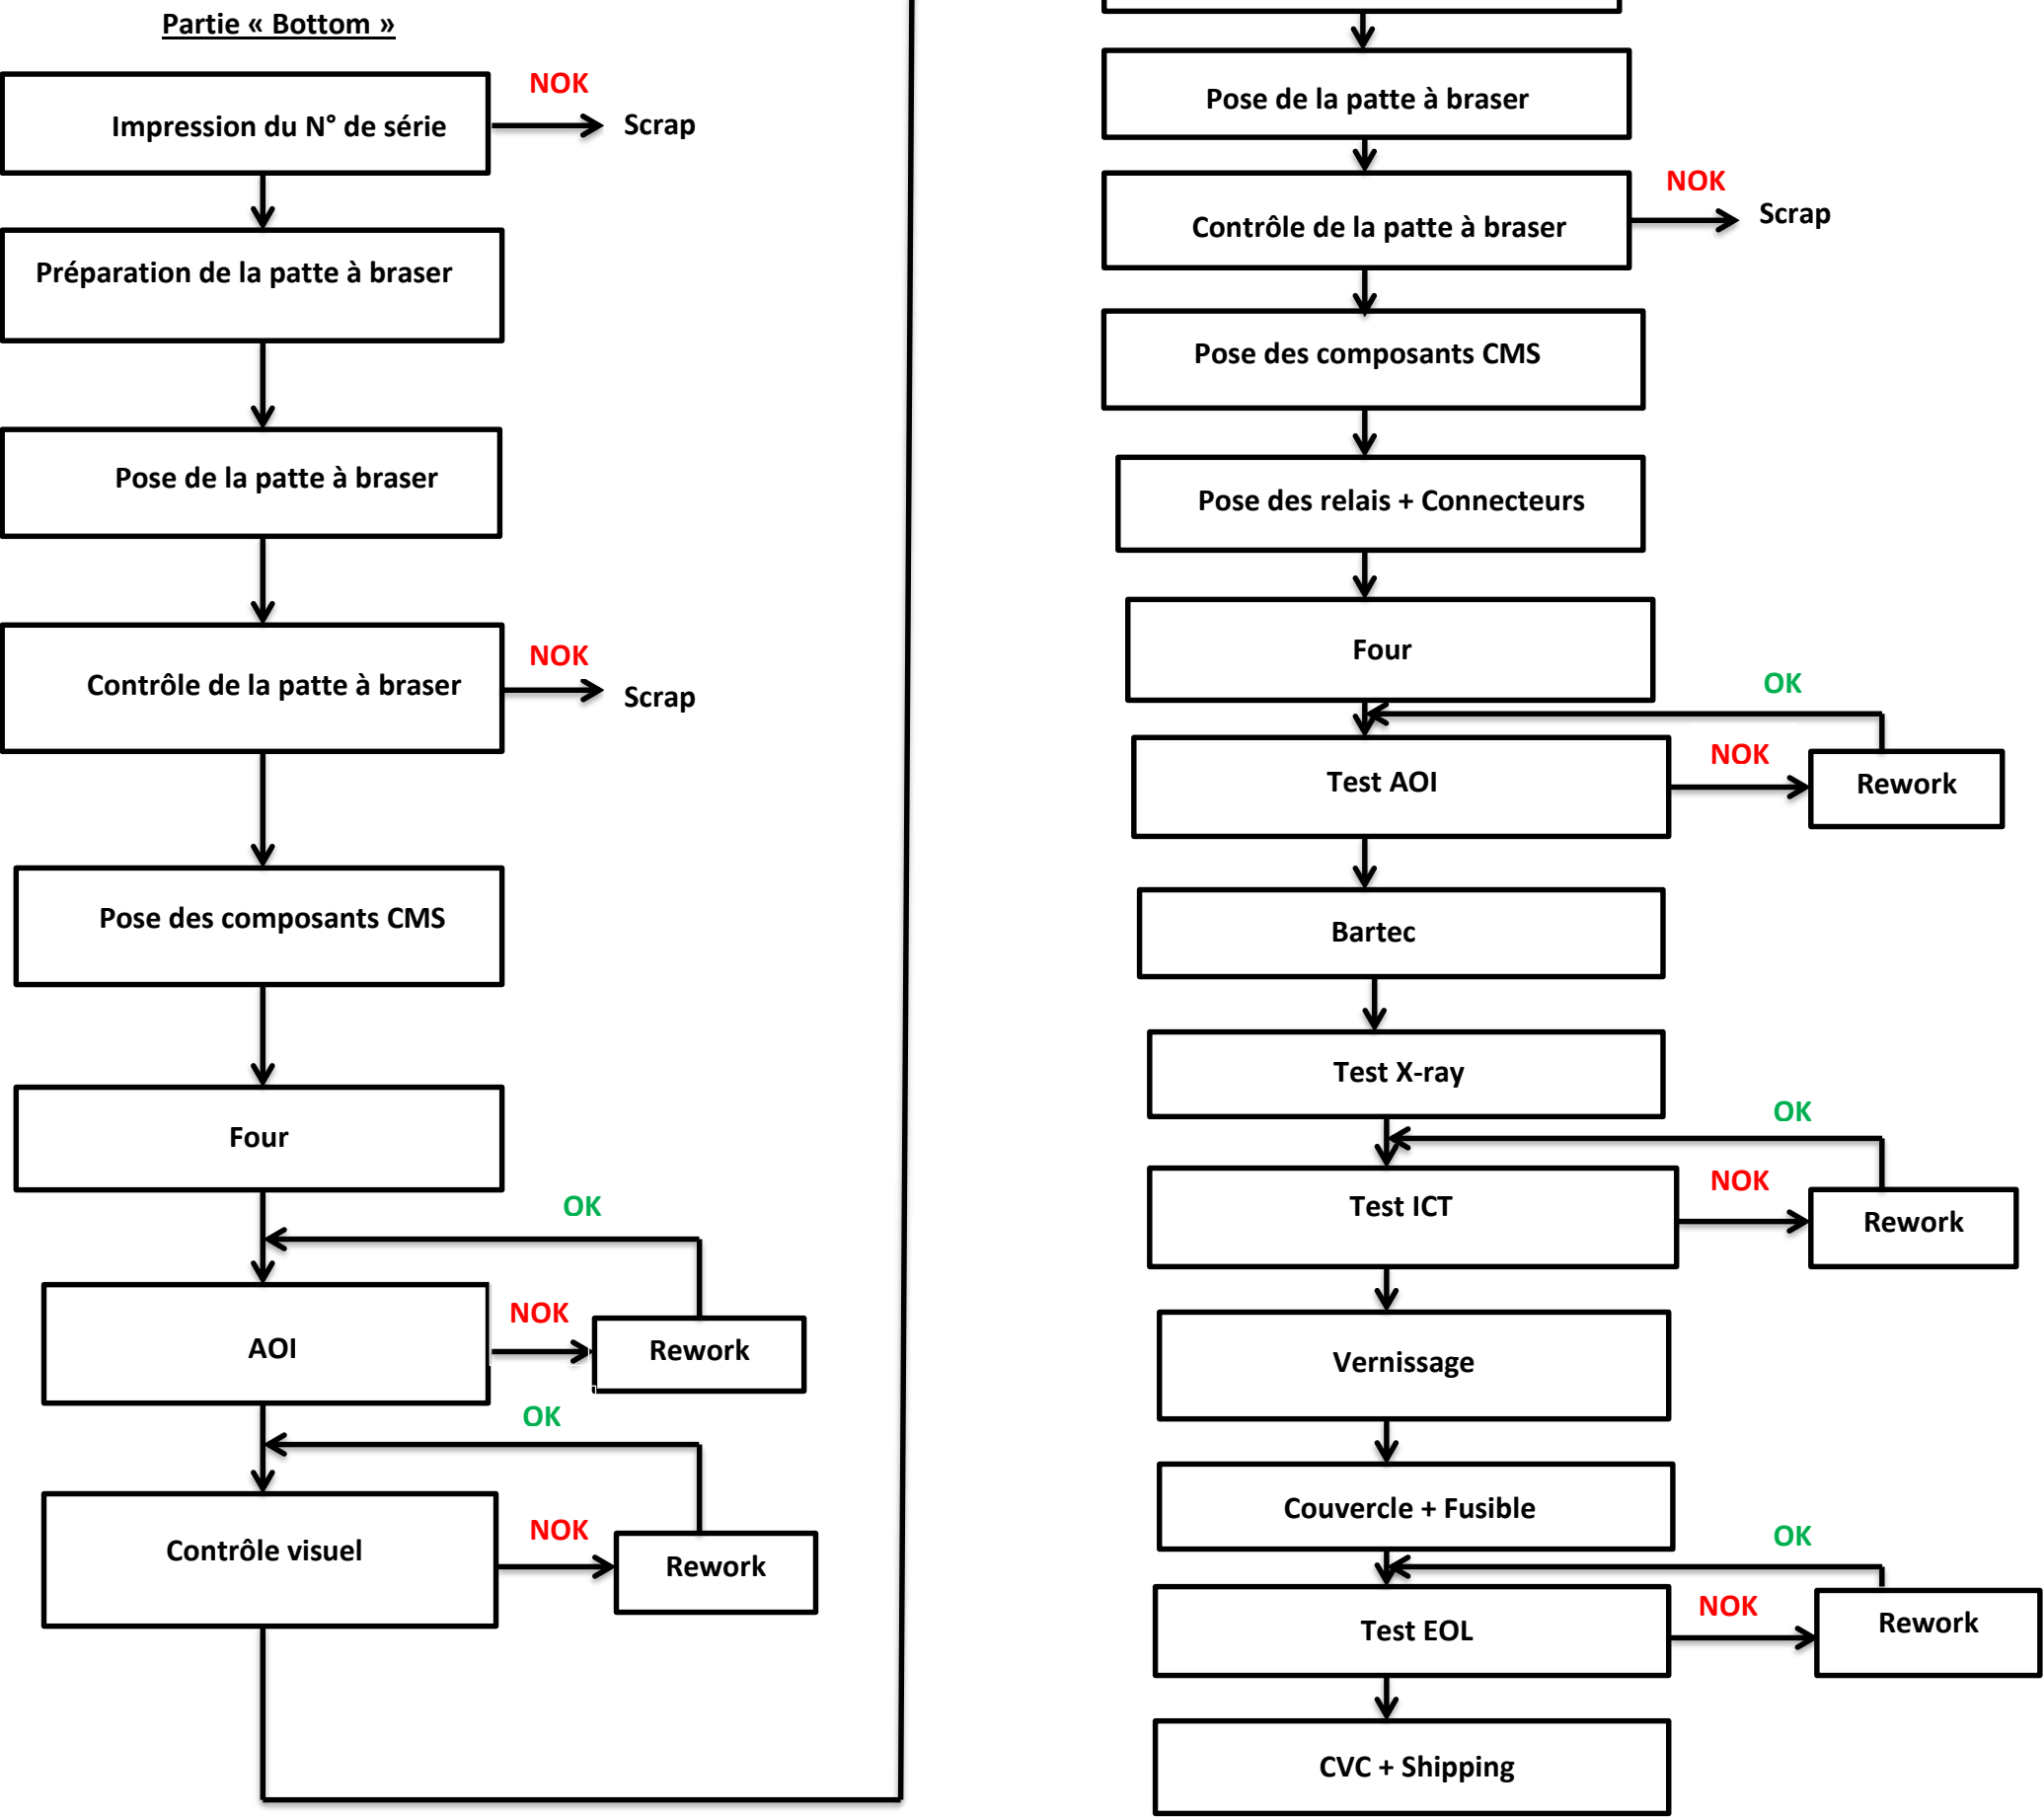 Partie « Bottom »
NOK
Impression du N° de série
Scrap
Préparation de la patte à braser
Pose de la patte à braser
NOK
Contrôle de la patte à braser
Scrap
Pose des composants CMS
Four
OK
NOK
AOI
Rework
OK
NOK
Contrôle visuel
Rework
Pose de la patte à braser
NOK
Contrôle de la patte à braser
Scrap
Pose des composants CMS
Pose des relais + Connecteurs
Four
OK
NOK
Test AOI
Rework
Bartec
Test X-ray
OK
NOK
Test ICT
Rework
Vernissage
Couvercle + Fusible
OK
NOK
Test EOL
Rework
CVC + Shipping